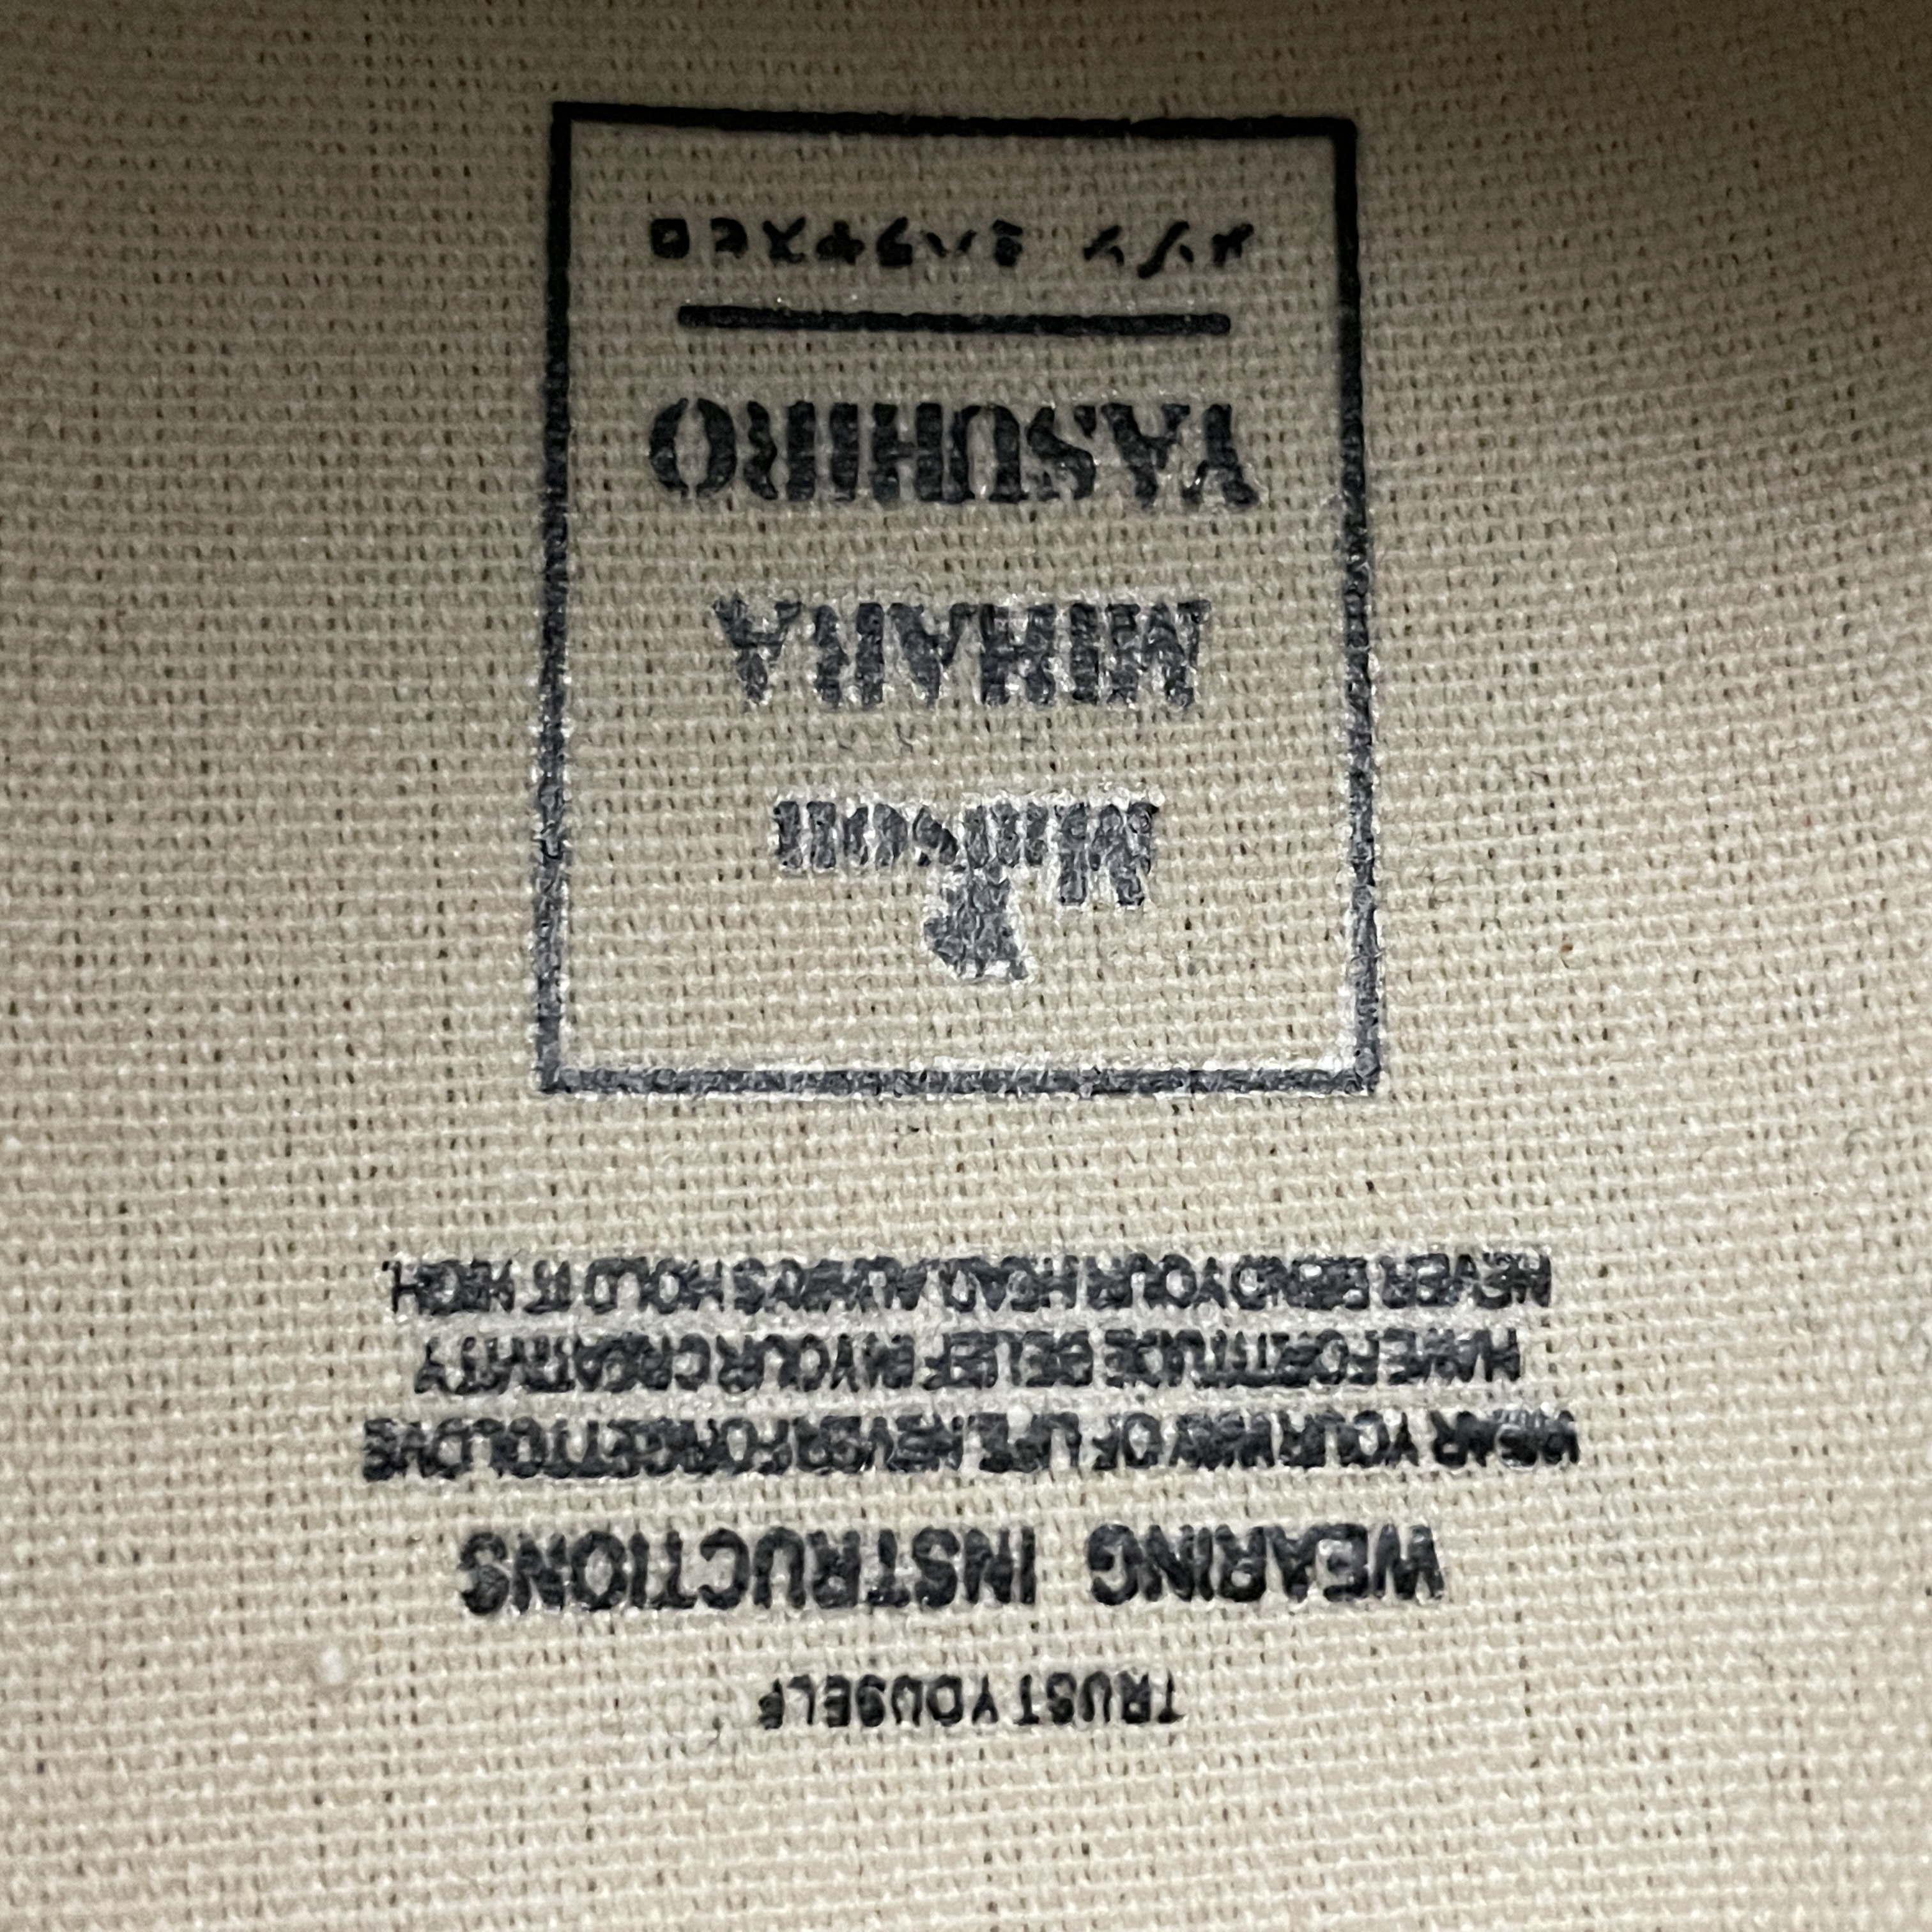 TRUST YOUSELF
WEARING INSTRUCTIONS
WEAR YOUR WAY OF LIFE. NEVER FORGET TO LOVE
HAVE FORTITUDE BELIEF IN YOUR CREATIVITY
NEVER BEND YOUR HEAD. ALWAYS HOLD IT HIGH.
Maison
MIHARA
YASUHIRO
メゾン ミハラヤスヒロ